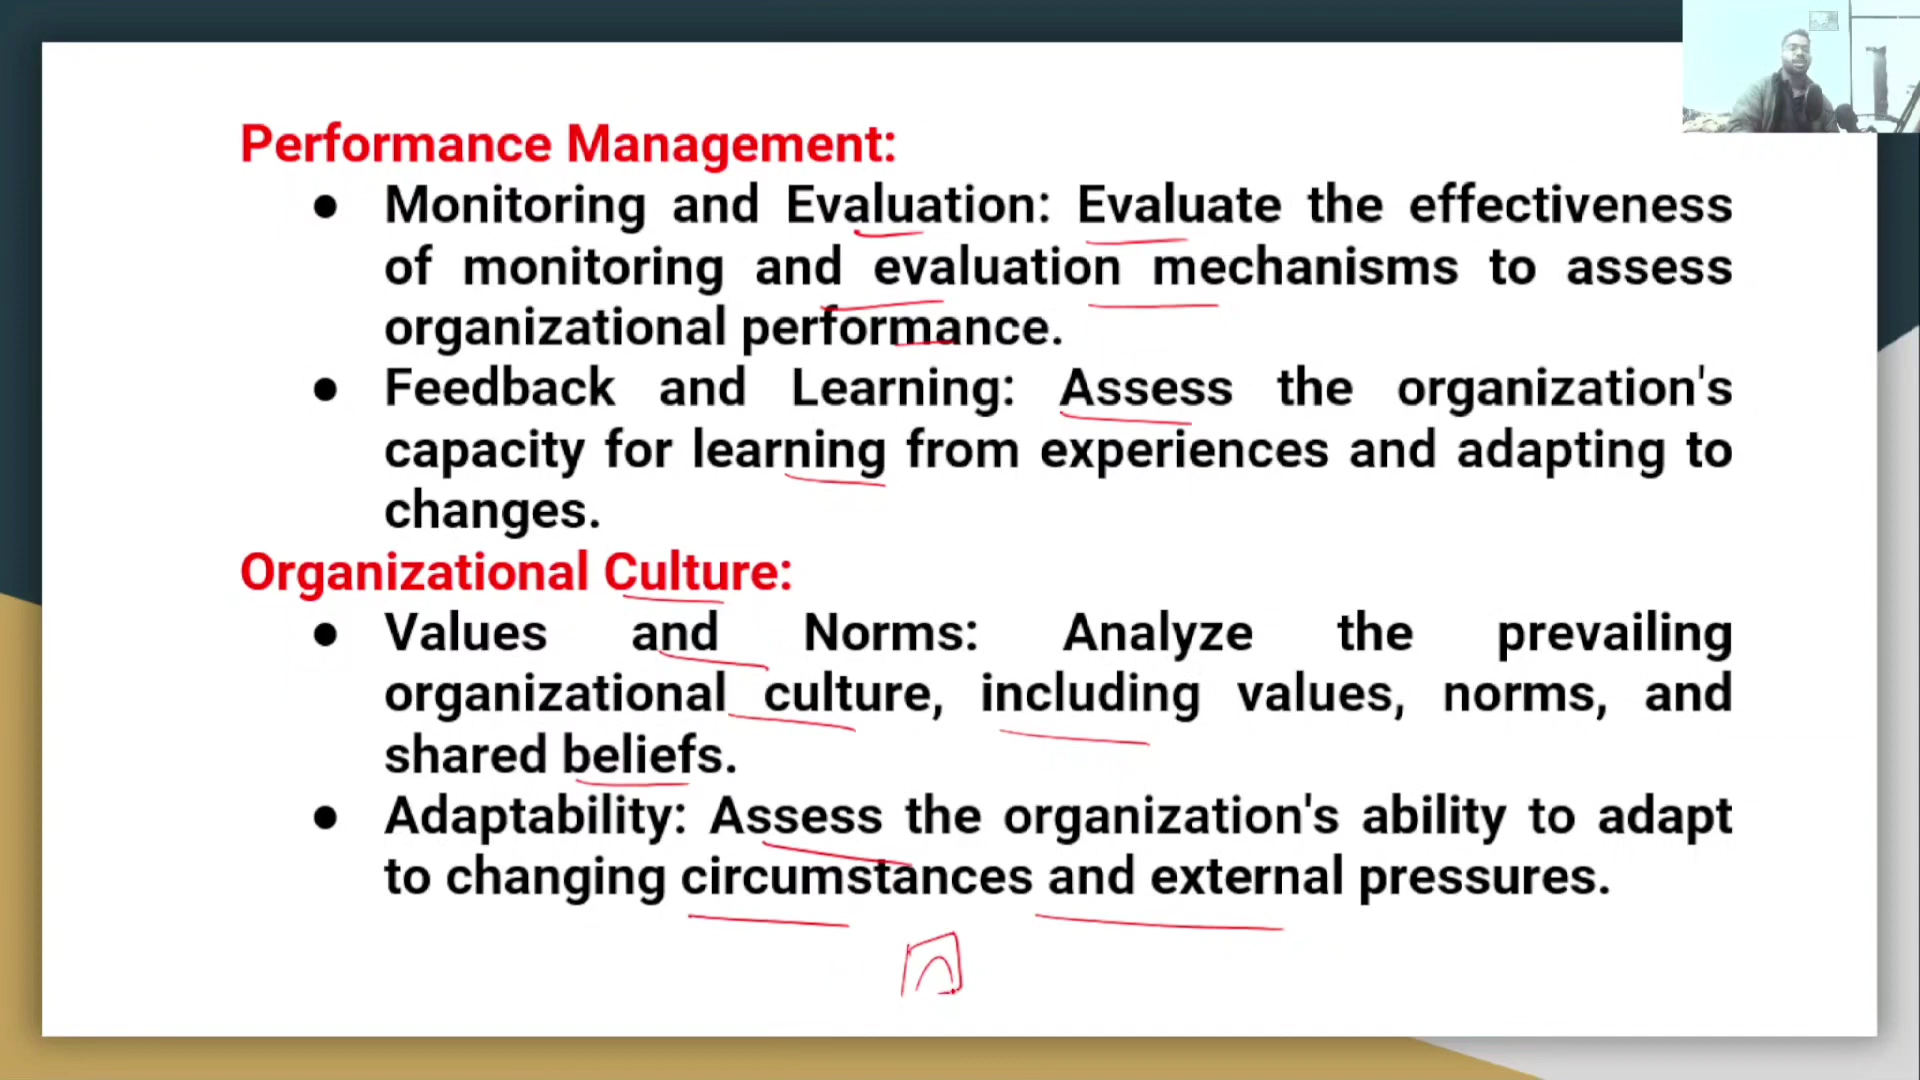 Performance Management:
● Monitoring and Evaluation: Evaluate the effectiveness
of monitoring and evaluation mechanisms to assess
organizational performance.
● Feedback and Learning: Assess the organization's
capacity for learning from experiences and adapting to
changes.
Organizational Culture:
● Values and Norms: Analyze the prevailing
organizational culture, including values, norms, and
shared beliefs.
● Adaptability: Assess the organization's ability to adapt
to changing circumstances and external pressures.